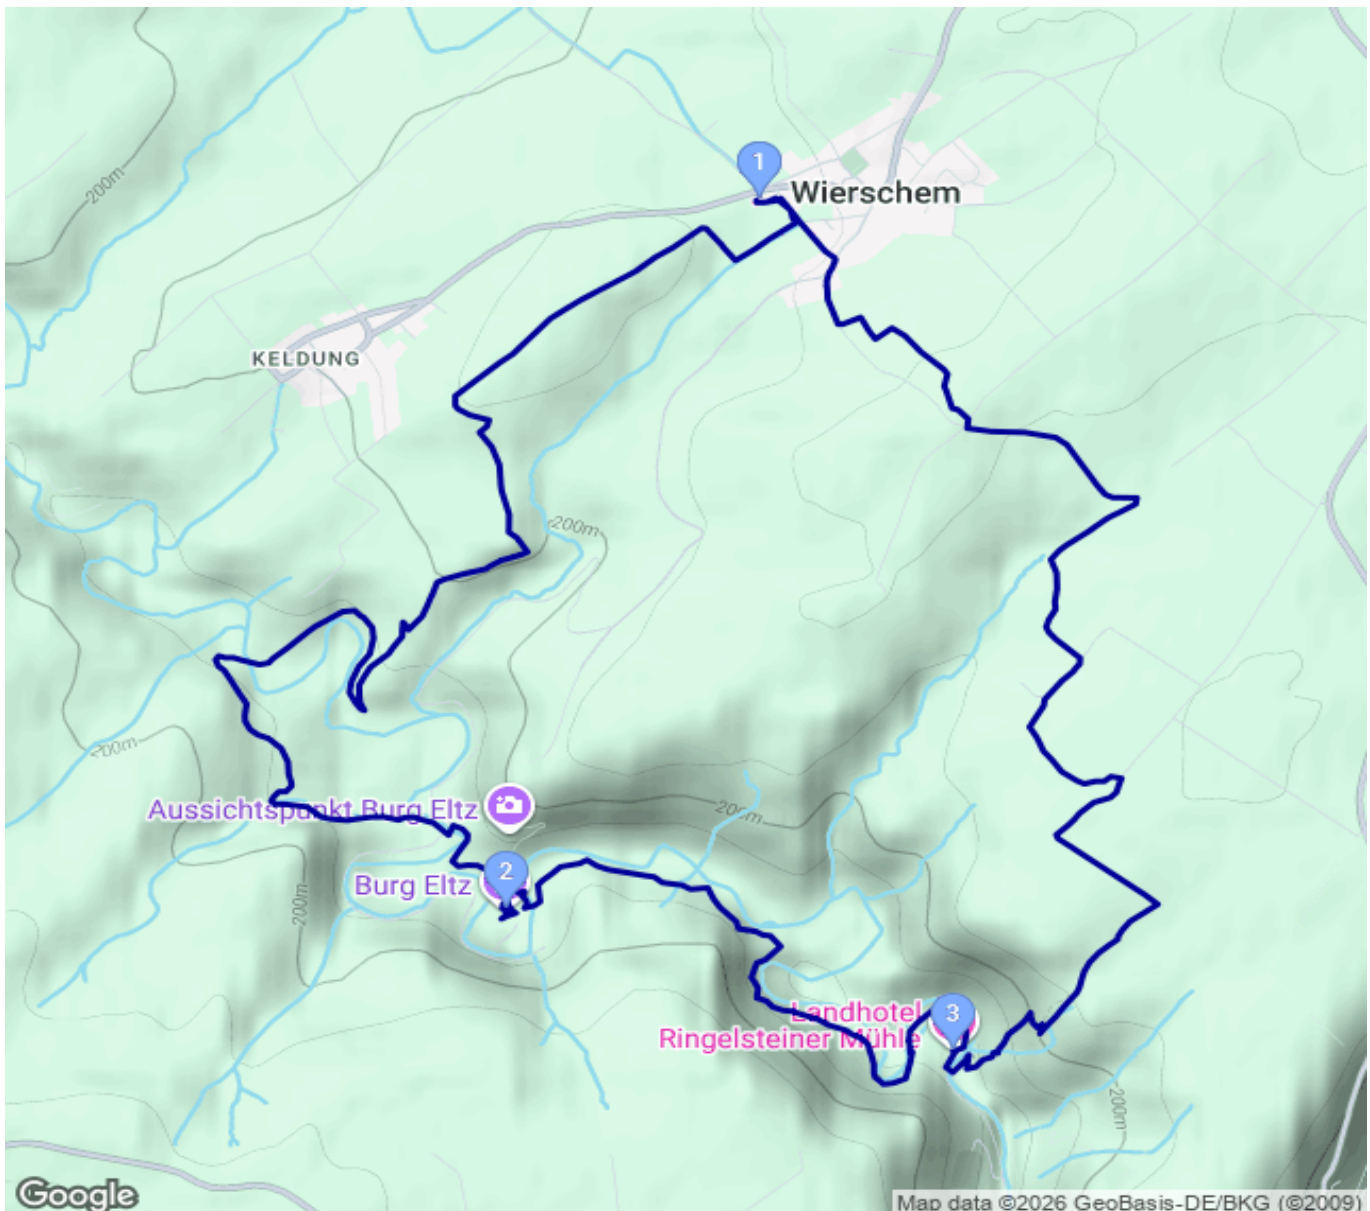 200m
1
Wierschem
KELDUNG
200m
200m
Aussichtspunkt Burg Eltz
200m
2
Burg Eltz
200m
Landhotel
Ringelsteiner Mühle
3
200m
Google
Map data ©2026 GeoBasis-DE/BKG (©2009)